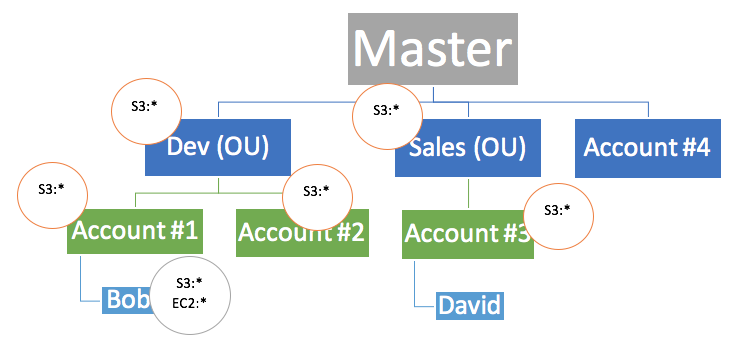 Master
S3:*
S3:*
Dev (OU)
Sales (OU)
Account #4
S3:*
S3:*
S3:*
Account #1
Account #2
Account #3
Bob
S3:*
EC2:*
David